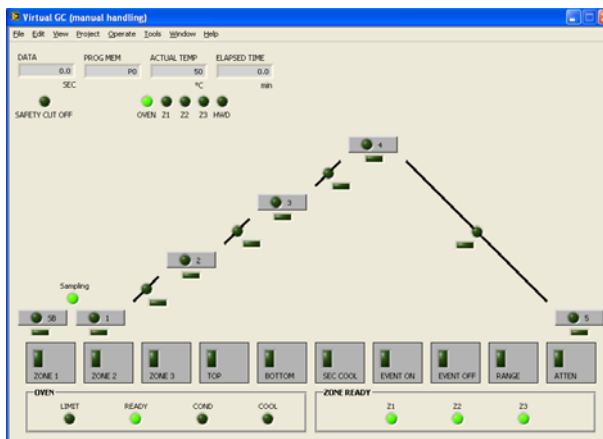 Virtual GC (manual handling)
File Edit View Project Operate Tools Window Help
DATA PROG MEM ACTUAL TEMP ELAPSED TIME
0.0 P0 50 0.0
SEC °C min
SAFETY CUT OFF OVEN Z1 Z2 Z3 HWD
4
3
2
Sampling
SB 1 5
ZONE 1 ZONE 2 ZONE 3 TOP BOTTOM SEC COOL EVENT ON EVENT OFF RANGE ATTEN
OVEN ZONE READY
LIMIT READY COND COOL Z1 Z2 Z3